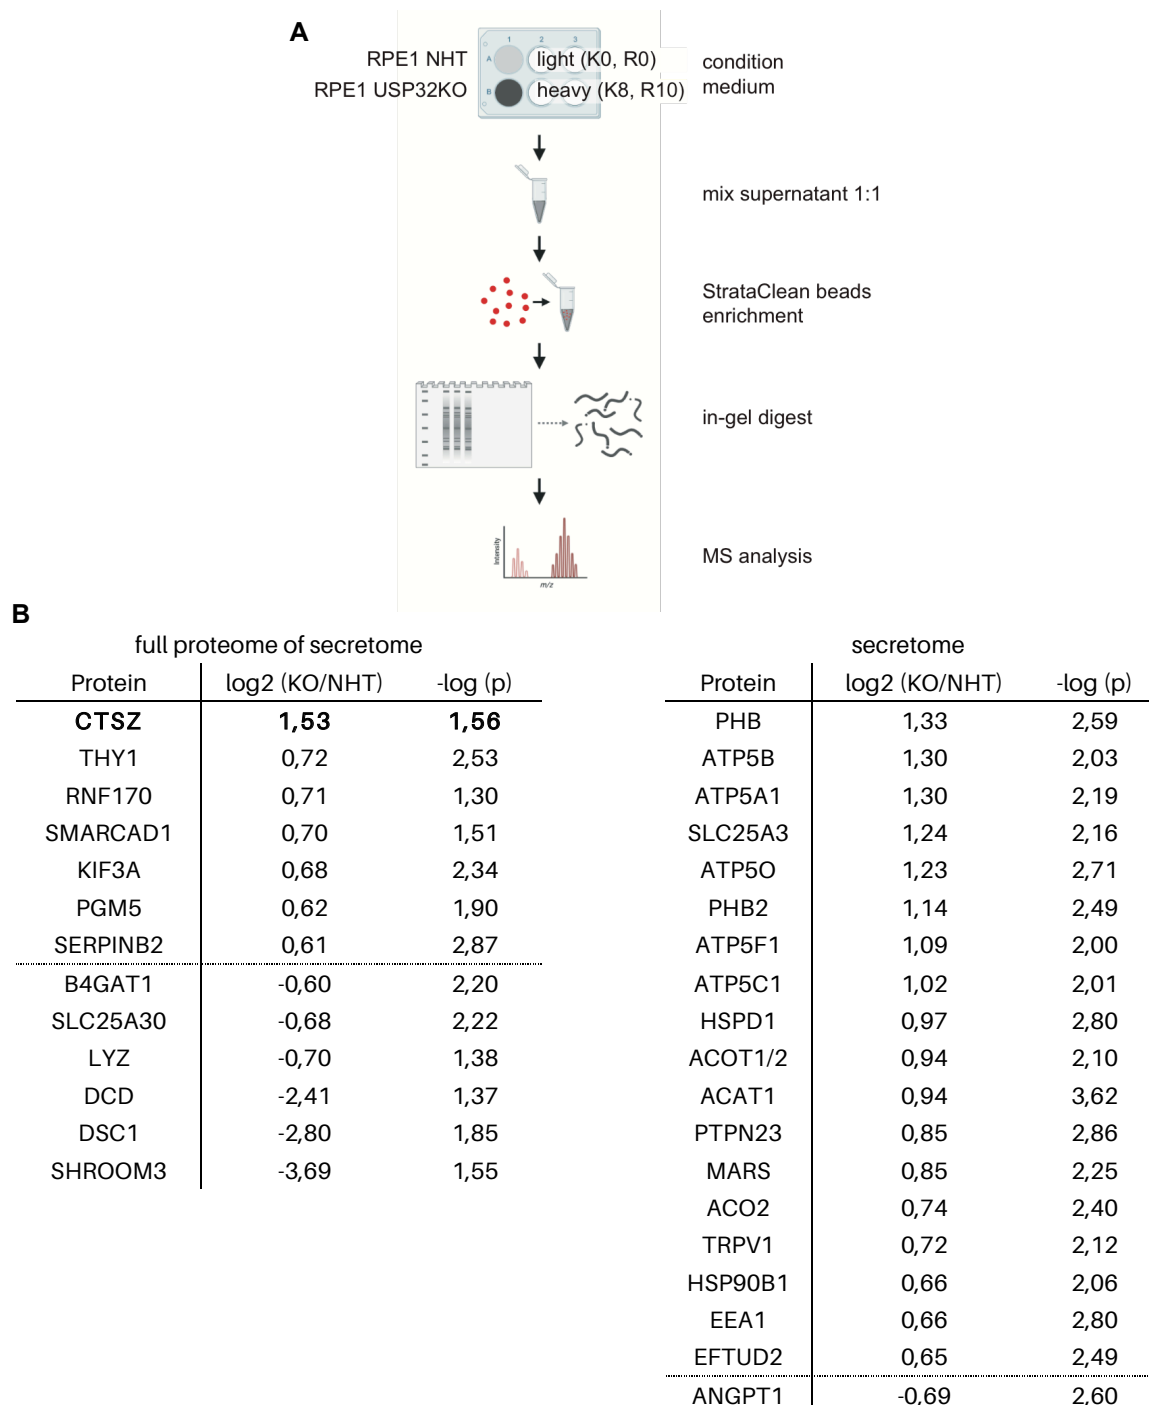 A
RPE1 NHT
light (K0, R0)
condition
RPE1 USP32KO
heavy (K8, R10)
medium
1 2 3
A
B
mix supernatant 1:1
StrataClean beads
enrichment
in-gel digest
Intensity
m/z
MS analysis
B
full proteome of secretome
Protein log2 (KO/NHT) -log (p)
CTSZ 1,53 1,56
THY1 0,72 2,53
RNF170 0,71 1,30
SMARCAD1 0,70 1,51
KIF3A 0,68 2,34
PGM5 0,62 1,90
SERPINB2 0,61 2,87
B4GAT1 -0,60 2,20
SLC25A30 -0,68 2,22
LYZ -0,70 1,38
DCD -2,41 1,37
DSC1 -2,80 1,85
SHROOM3 -3,69 1,55
secretome
Protein log2 (KO/NHT) -log (p)
PHB 1,33 2,59
ATP5B 1,30 2,03
ATP5A1 1,30 2,19
SLC25A3 1,24 2,16
ATP5O 1,23 2,71
PHB2 1,14 2,49
ATP5F1 1,09 2,00
ATP5C1 1,02 2,01
HSPD1 0,97 2,80
ACOT1/2 0,94 2,10
ACAT1 0,94 3,62
PTPN23 0,85 2,86
MARS 0,85 2,25
ACO2 0,74 2,40
TRPV1 0,72 2,12
HSP90B1 0,66 2,06
EEA1 0,66 2,80
EFTUD2 0,65 2,49
ANGPT1 -0,69 2,60